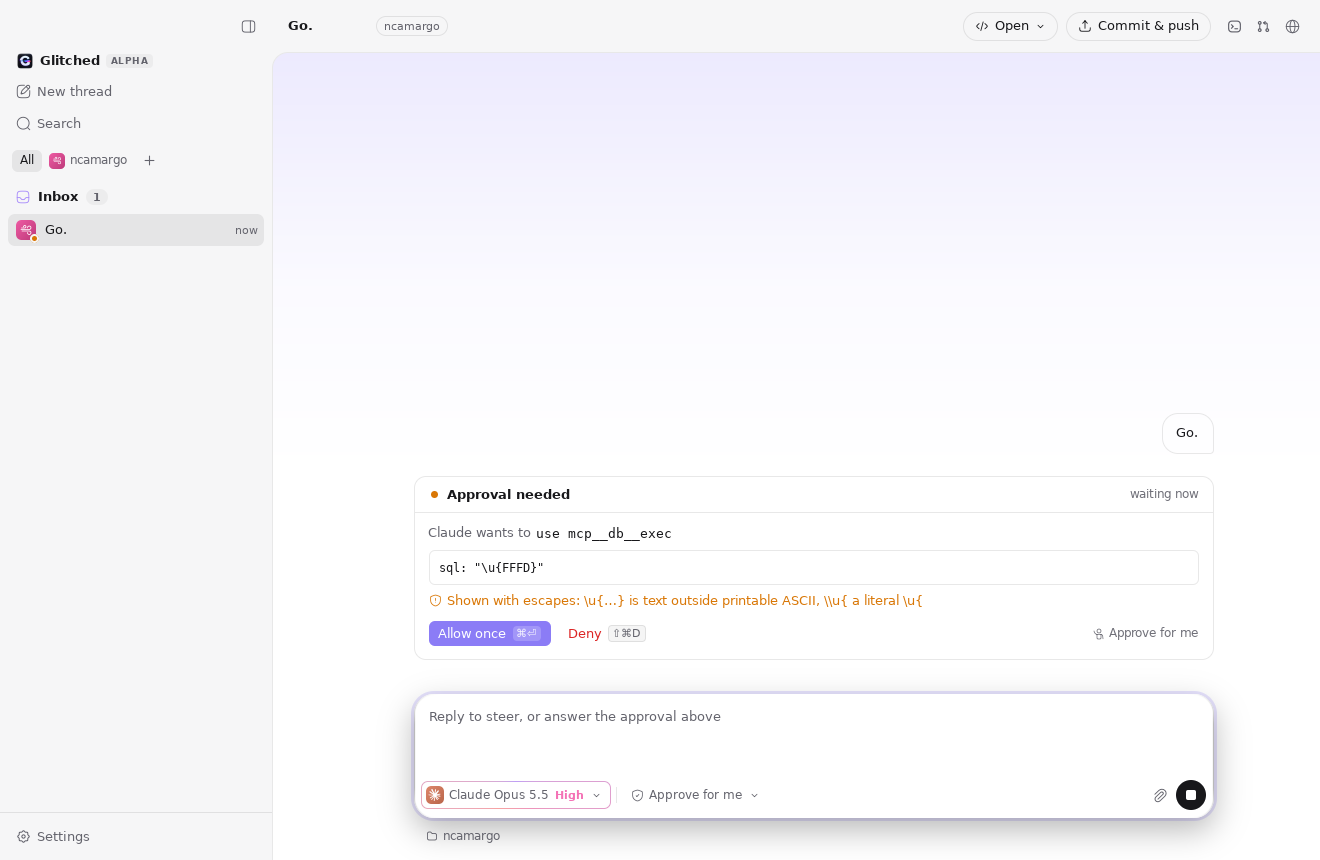 Go.
ncamargo
Open
Commit & push
Glitched ALPHA
New thread
Search
All
ncamargo
Inbox 1
Go.
now
Go.
Approval needed
waiting now
Claude wants to use mcp__db__exec
sql: "\u{FFFD}"
Shown with escapes: \u{…} is text outside printable ASCII, \\u{ a literal \u{
Allow once ⌘⏎
Deny ⇧⌘D
Approve for me
Reply to steer, or answer the approval above
Claude Opus 5.5 High
Approve for me
ncamargo
Settings